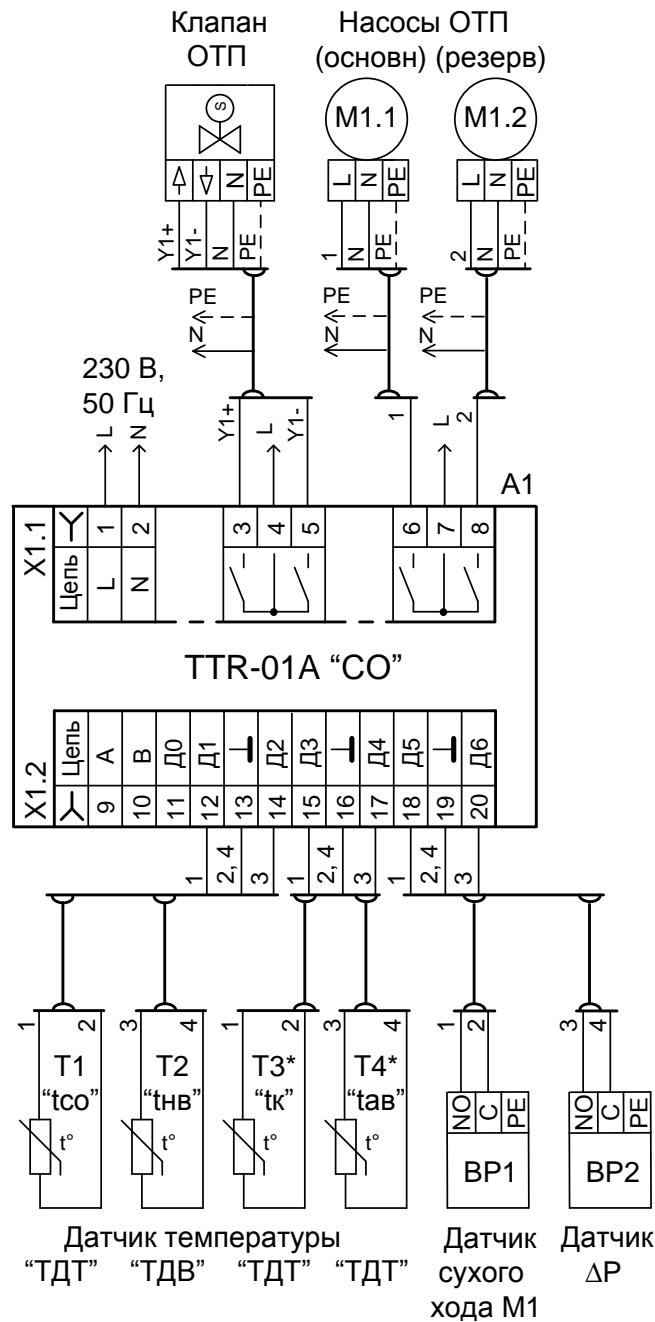 Клапан
ОТП
Насосы ОТП
(основн) (резерв)
S
M1.1
M1.2
N
PE
L
N
PE
L
N
PE
Y1+
Y1-
N
PE
1
N
PE
2
N
PE
PE
N
PE
N
PE
N
230 В,
50 Гц
L
N
Y1+
L
Y1-
1
L
2
A1
X1.1
1
2
3
4
5
6
7
8
Цепь
L
N
TTR-01A “СО”
X1.2
Цепь
A
B
Д0
Д1
Д2
Д3
Д4
Д5
Д6
9
10
11
12
13
14
15
16
17
18
19
20
1
2, 4
3
1
2, 4
3
1
2, 4
3
1
2
3
4
1
2
3
4
1
2
3
4
T1
“tсо”
t°
T2
“tнв”
t°
T3*
“tк”
t°
T4*
“tав”
t°
NO
C
PE
BP1
NO
C
PE
BP2
Датчик температуры
“ТДТ” “ТДВ” “ТДТ” “ТДТ”
Датчик
сухого
хода М1
Датчик
ΔP